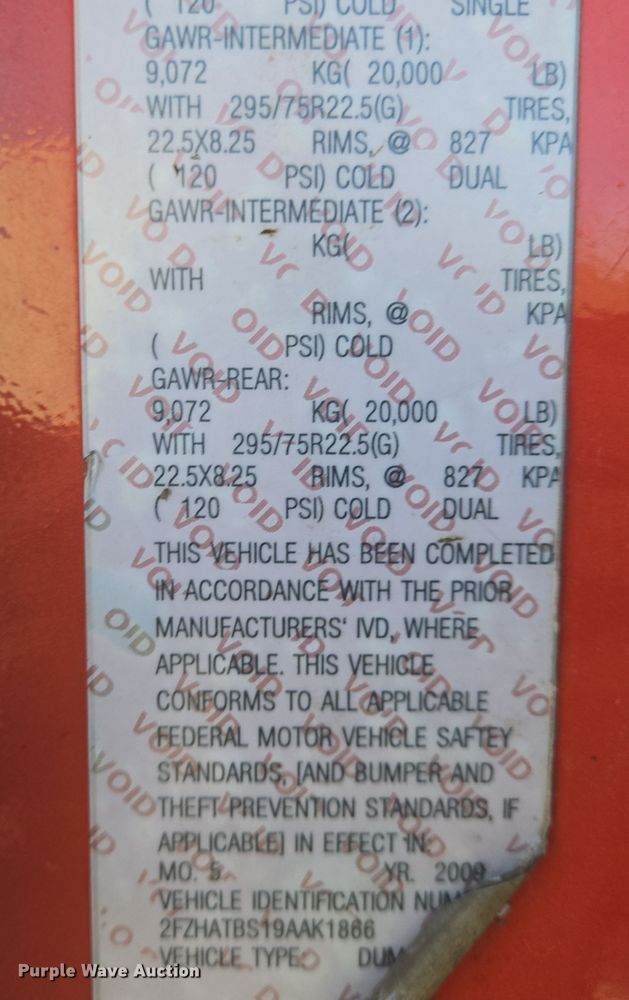 ( 120 PSI) COLD SINGLE
GAWR-INTERMEDIATE (1):
9,072 KG( 20,000 LB)
WITH 295/75R22.5(G) TIRES,
22.5X8.25 RIMS, @ 827 KPA
( 120 PSI) COLD DUAL
GAWR-INTERMEDIATE (2):
KG( LB)
WITH TIRES,
RIMS, @ KPA
( PSI) COLD
GAWR-REAR:
9,072 KG( 20,000 LB)
WITH 295/75R22.5(G) TIRES,
22.5X8.25 RIMS, @ 827 KPA
( 120 PSI) COLD DUAL
THIS VEHICLE HAS BEEN COMPLETED
IN ACCORDANCE WITH THE PRIOR
MANUFACTURERS' IVD, WHERE
APPLICABLE. THIS VEHICLE
CONFORMS TO ALL APPLICABLE
FEDERAL MOTOR VEHICLE SAFTEY
STANDARDS, [AND BUMPER AND
THEFT PREVENTION STANDARDS, IF
APPLICABLE] IN EFFECT IN:
MO. 5 YR. 2009
VEHICLE IDENTIFICATION NUM
2FZHATBS19AAK1866
VEHICLE TYPE: DUM
Purple Wave Auction